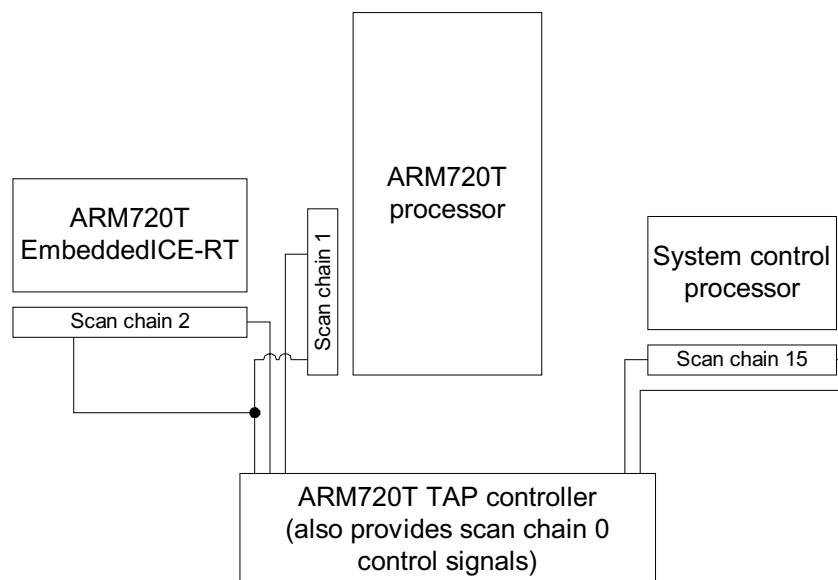 ARM720T
processor
ARM720T
EmbeddedICE-RT
Scan chain 1
System control
processor
Scan chain 2
Scan chain 15
ARM720T TAP controller
(also provides scan chain 0
control signals)